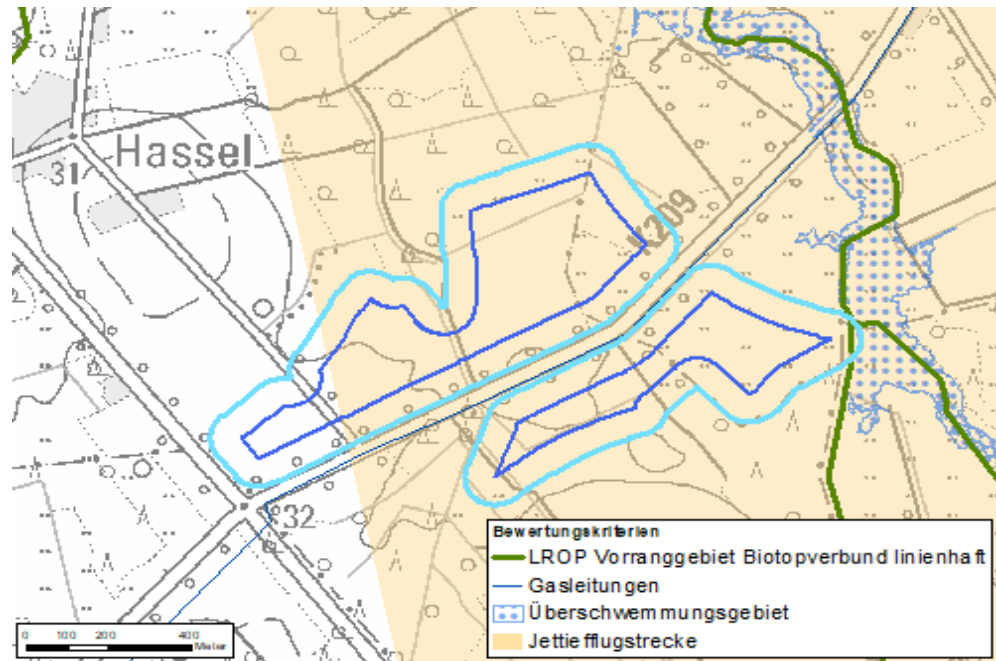 Hassel
31
K209
32
Bewertungskriterien
LROP Vorranggebiet Biotopverbund linienhaft
Gasleitungen
Überschwemmungsgebiet
Jettiefflugstrecke
0 100 200 400
Meter